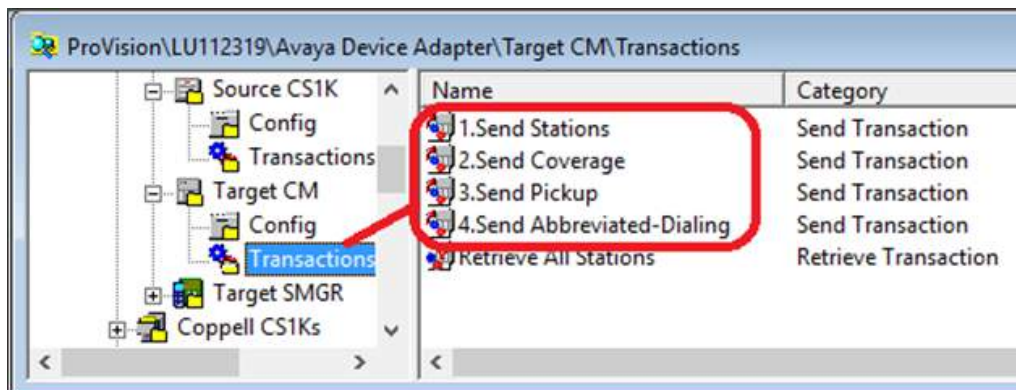 ProVision\LU112319\Avaya Device Adapter\Target CM\Transactions
Source CS1K
Config
Transactions
Target CM
Config
Transactions
Target SMGR
Coppell CS1Ks
Name Category
1.Send Stations Send Transaction
2.Send Coverage Send Transaction
3.Send Pickup Send Transaction
4.Send Abbreviated-Dialing Send Transaction
Retrieve All Stations Retrieve Transaction